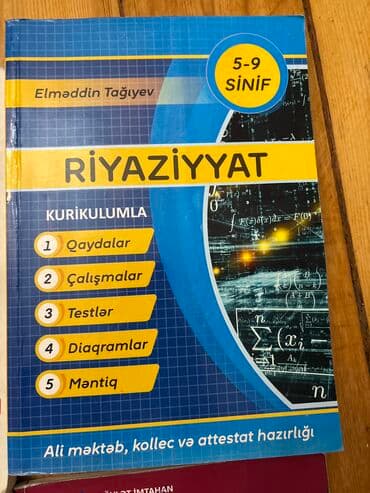 5-9
SİNİF
Elməddin Tağıyev
RİYAZİYYAT
KURİKULUMLA
1 Qaydalar
2 Çalışmalar
3 Testlər
4 Diaqramlar
5 Məntiq
Ali məktəb, kollec və attestat hazırlığı
İMTAHAN